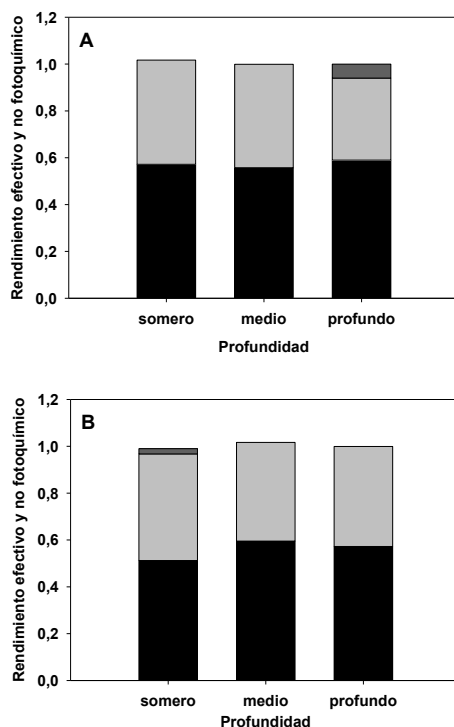 A
Rendimiento efectivo y no fotoquímico
1,2
1,0
0,8
0,6
0,4
0,2
0,0
somero medio profundo
Profundidad
B
Rendimiento efectivo y no fotoquímico
1,2
1,0
0,8
0,6
0,4
0,2
0,0
somero medio profundo
Profundidad